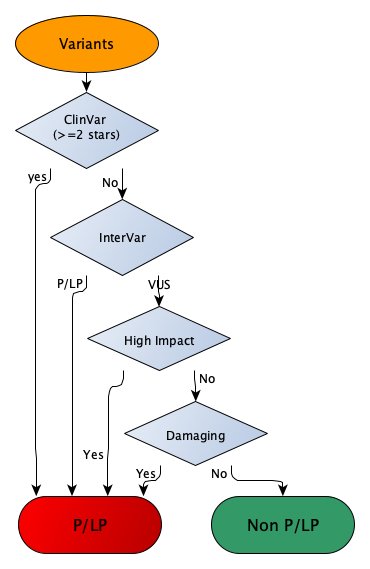 Variants
ClinVar
(>=2 stars)
yes
No
InterVar
P/LP
VUS
High Impact
No
Yes
Damaging
Yes
No
P/LP
Non P/LP